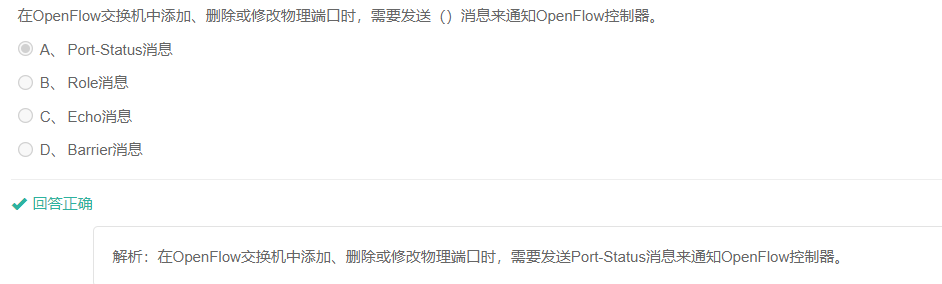 在OpenFlow交换机中添加、删除或修改物理端口时，需要发送（）消息来通知OpenFlow控制器。
A、 Port-Status消息
B、 Role消息
C、 Echo消息
D、 Barrier消息
回答正确
解析：在OpenFlow交换机中添加、删除或修改物理端口时，需要发送Port-Status消息来通知OpenFlow控制器。